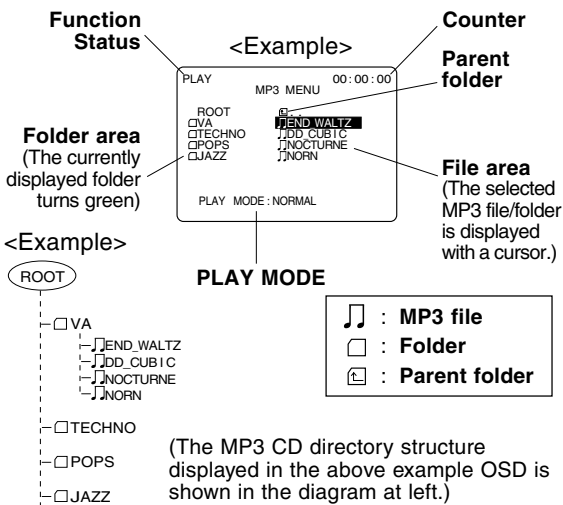 Function
Status
<Example>
Counter
Parent
folder
PLAY 00:00:00
MP3 MENU
ROOT ..
VA END_WALTZ
TECHNO DD_CUBIC
POPS NOCTURNE
JAZZ NORN
PLAY MODE:NORMAL
Folder area
(The currently
displayed folder
turns green)
File area
(The selected
MP3 file/folder
is displayed
with a cursor.)
PLAY MODE
<Example>
ROOT
VA
END_WALTZ
DD_CUBIC
NOCTURNE
NORN
TECHNO
POPS
JAZZ
: MP3 file
: Folder
: Parent folder
(The MP3 CD directory structure
displayed in the above example OSD is
shown in the diagram at left.)